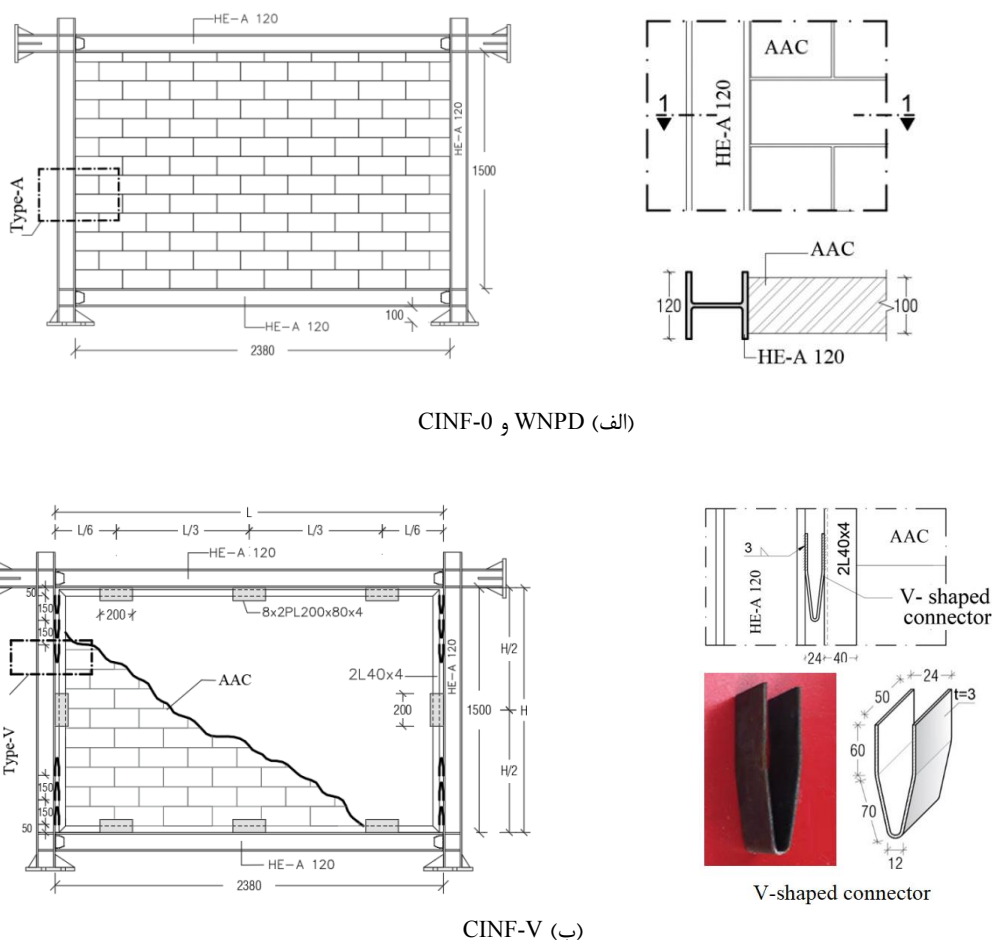 HE-A 120
Type-A
HE-A 120
1500
HE-A 120
100
2380
AAC
1
1
HE-A 120
AAC
120
100
HE-A 120
(الف) WNPD و CINF-0
L
L/6
L/3
L/3
L/6
HE-A 120
50
150
150
200
8x2PL200x80x4
HE-A 120
H/2
2L40x4
AAC
200
1500
H
Type-V
H/2
150
150
50
HE-A 120
2380
3
HE-A 120
2L40x4
AAC
V- shaped
connector
24
40
50
24
t=3
60
70
12
V-shaped connector
(ب) CINF-V